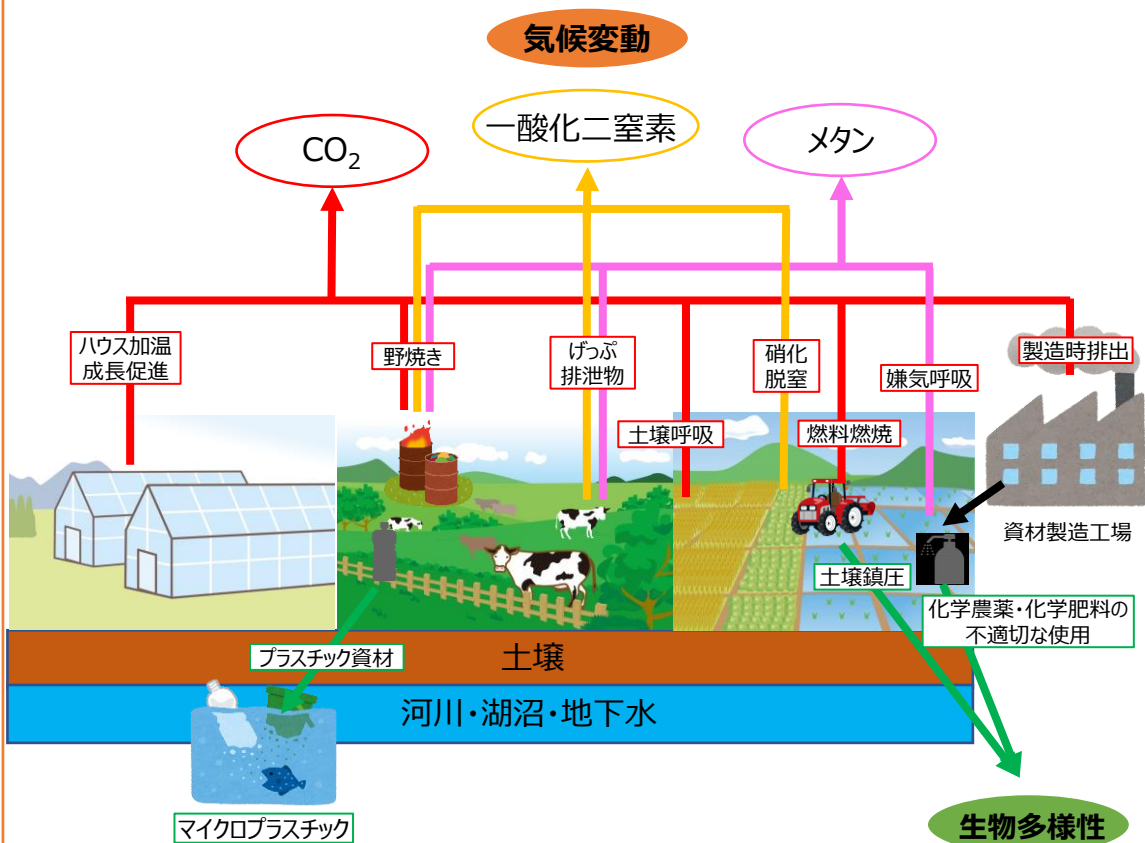 気候変動
一酸化二窒素
CO₂
メタン
ハウス加温
成長促進
野焼き
げっぷ
排泄物
硝化
脱窒
嫌気呼吸
製造時排出
土壌呼吸
燃料燃焼
資材製造工場
土壌鎮圧
化学農薬・化学肥料の
不適切な使用
プラスチック資材
土壌
河川・湖沼・地下水
マイクロプラスチック
生物多様性